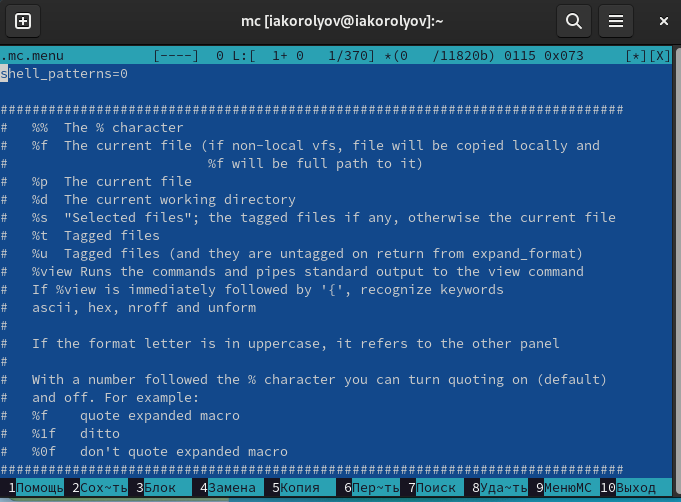 mc [iakorolyov@iakorolyov]:~
.mc.menu [----] 0 L:[ 1+ 0 1/370] *(0 /11820b) 0115 0x073 [*][X]
shell_patterns=0
##############################################################################
# %% The % character
# %f The current file (if non-local vfs, file will be copied locally and
# %f will be full path to it)
# %p The current file
# %d The current working directory
# %s "Selected files"; the tagged files if any, otherwise the current file
# %t Tagged files
# %u Tagged files (and they are untagged on return from expand_format)
# %view Runs the commands and pipes standard output to the view command
# If %view is immediately followed by '{', recognize keywords
# ascii, hex, nroff and unform
#
# If the format letter is in uppercase, it refers to the other panel
#
# With a number followed the % character you can turn quoting on (default)
# and off. For example:
# %f quote expanded macro
# %1f ditto
# %0f don't quote expanded macro
##############################################################################
1Помощь 2Сох~ть 3Блок 4Замена 5Копия 6Пер~ть 7Поиск 8Уда~ть 9МенюMC 10Выход